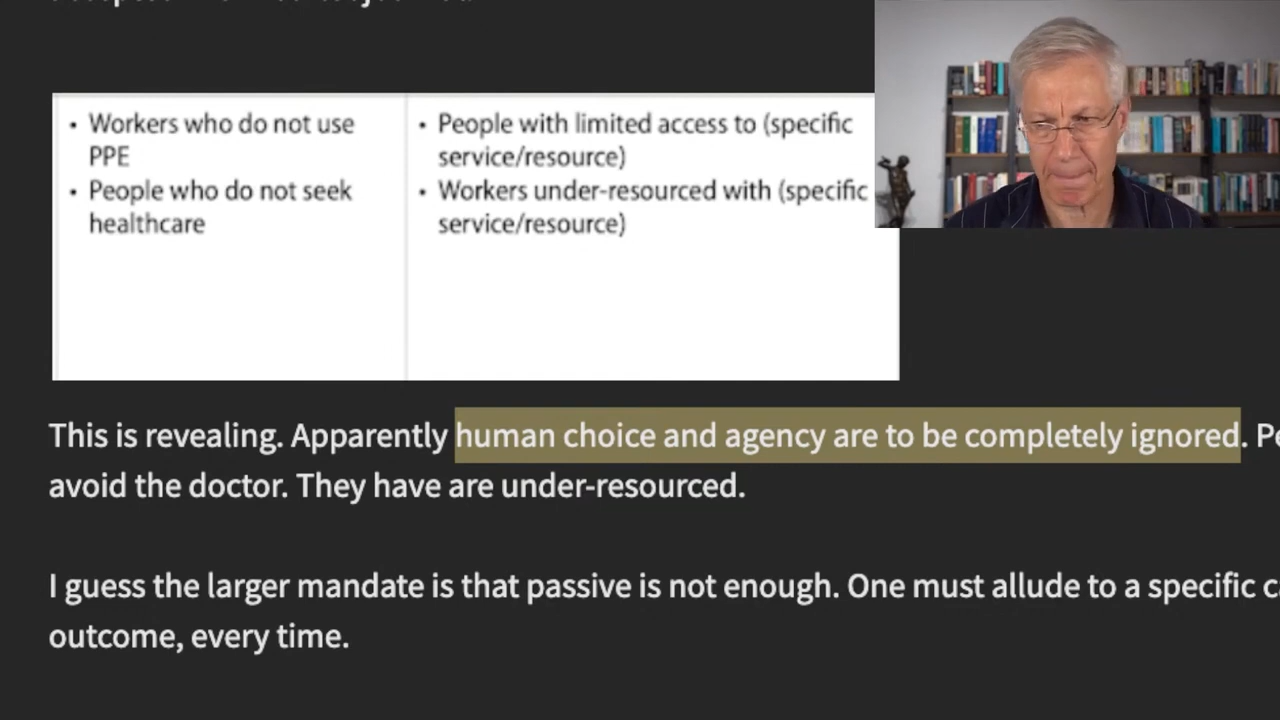 • Workers who do not use
PPE
• People who do not seek
healthcare
• People with limited access to (specific
service/resource)
• Workers under-resourced with (specific
service/resource)
This is revealing. Apparently human choice and agency are to be completely ignored.
avoid the doctor. They have are under-resourced.
I guess the larger mandate is that passive is not enough. One must allude to a specific
outcome, every time.